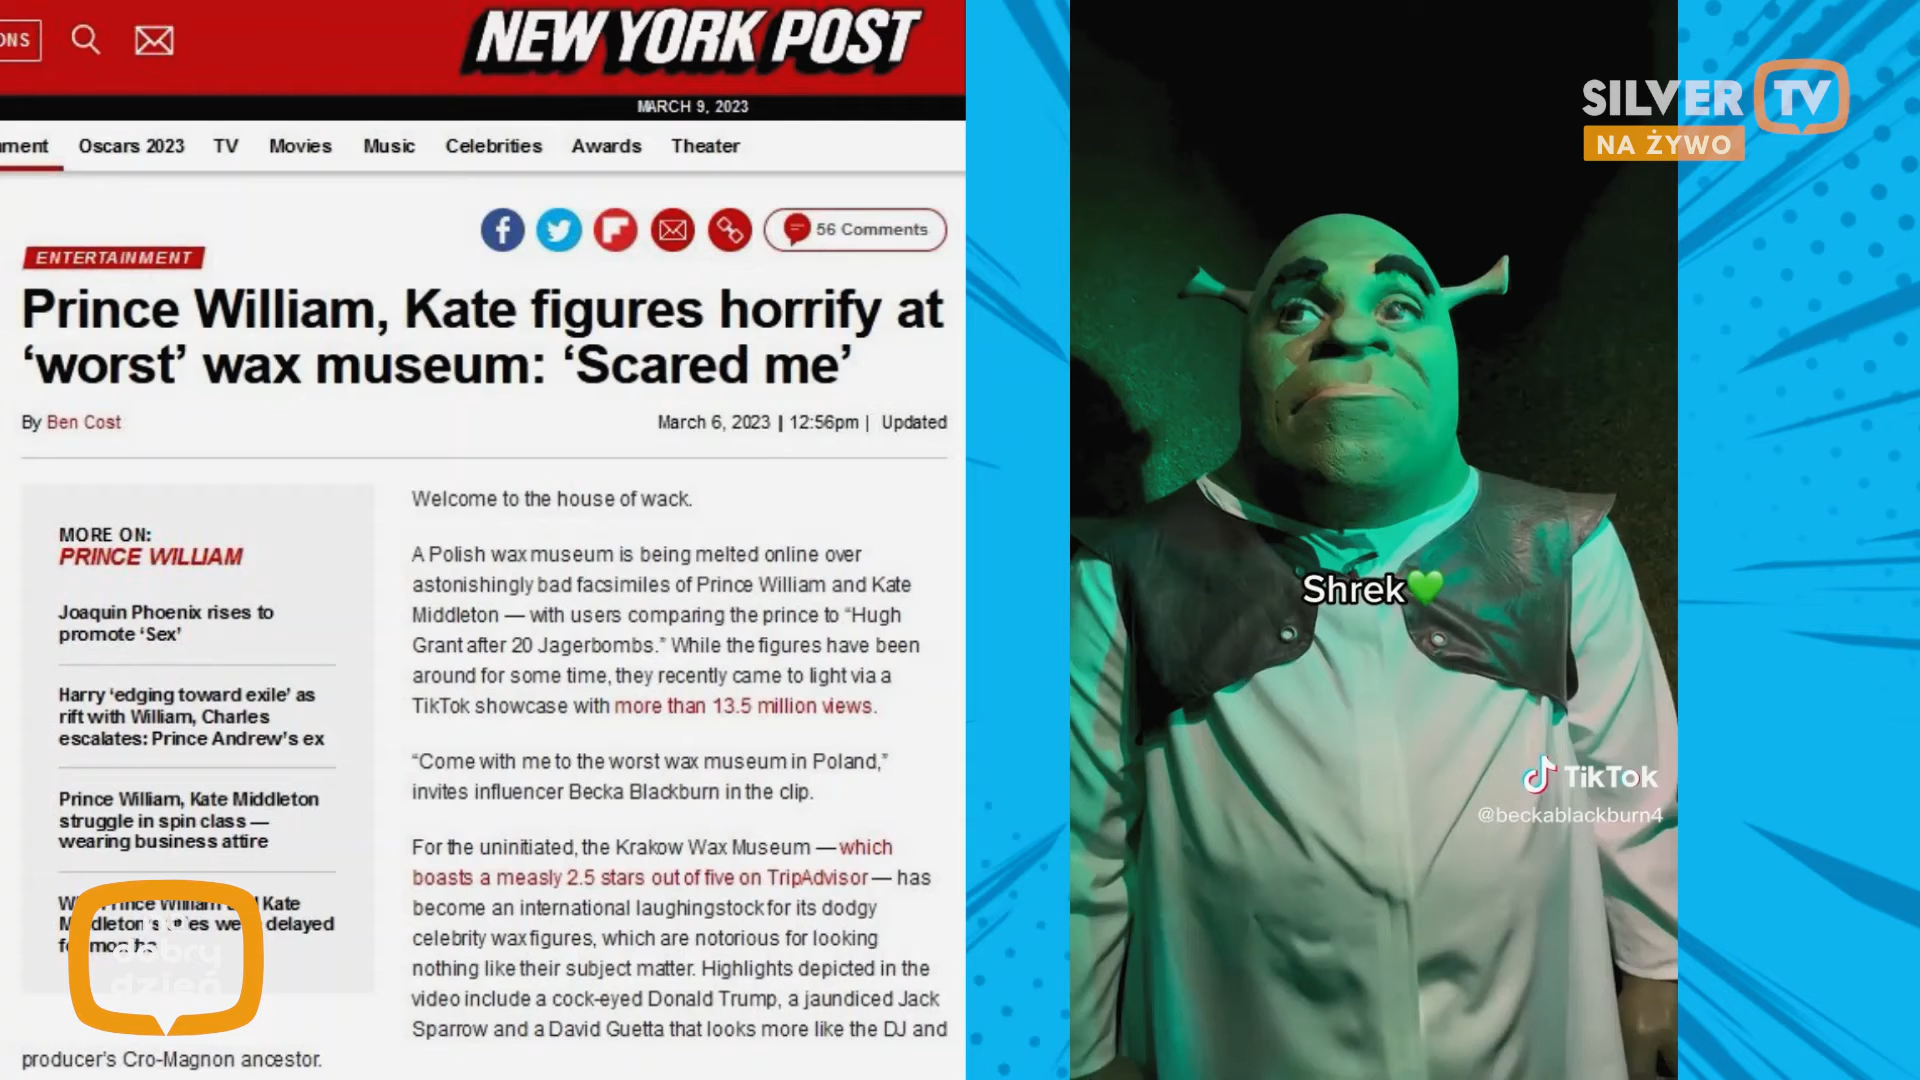 ONS
NEW YORK POST
MARCH 9, 2023
Oscars 2023 TV Movies Music Celebrities Awards Theater
56 Comments
ENTERTAINMENT
Prince William, Kate figures horrify at
‘worst’ wax museum: ‘Scared me’
By Ben Cost
March 6, 2023 | 12:56pm | Updated
MORE ON:
PRINCE WILLIAM
Joaquin Phoenix rises to
promote ‘Sex’
Harry ‘edging toward exile’ as
rift with William, Charles
escalates: Prince Andrew’s ex
Prince William, Kate Middleton
struggle in spin class —
wearing business attire
Prince William Kate
Middleton's delayed
dobry
dzień
Welcome to the house of wack.
A Polish wax museum is being melted online over
astonishingly bad facsimiles of Prince William and Kate
Middleton — with users comparing the prince to “Hugh
Grant after 20 Jagerbombs.” While the figures have been
around for some time, they recently came to light via a
TikTok showcase with more than 13.5 million views.
“Come with me to the worst wax museum in Poland,”
invites influencer Becka Blackburn in the clip.
For the uninitiated, the Krakow Wax Museum — which
boasts a measly 2.5 stars out of five on TripAdvisor — has
become an international laughingstock for its dodgy
celebrity wax figures, which are notorious for looking
nothing like their subject matter. Highlights depicted in the
video include a cock-eyed Donald Trump, a jaundiced Jack
Sparrow and a David Guetta that looks more like the DJ and
producer’s Cro-Magnon ancestor.
SILVER TV
NA ŻYWO
Shrek💚
TikTok
@beckablackburn4